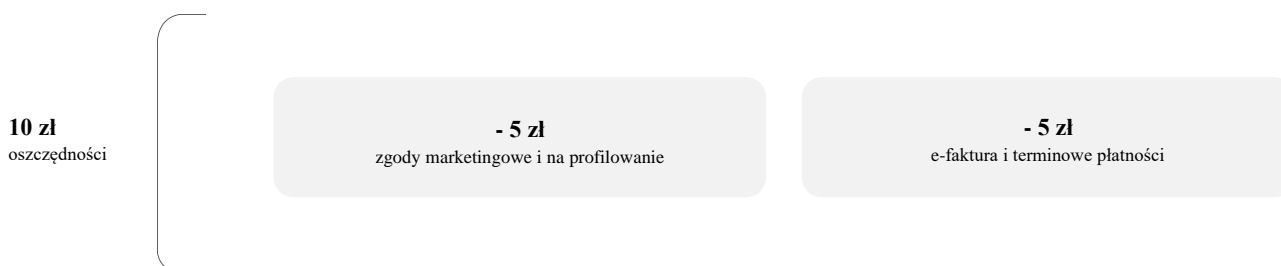 10 zł
oszczędności
- 5 zł
zgody marketingowe i na profilowanie
- 5 zł
e-faktura i terminowe płatności